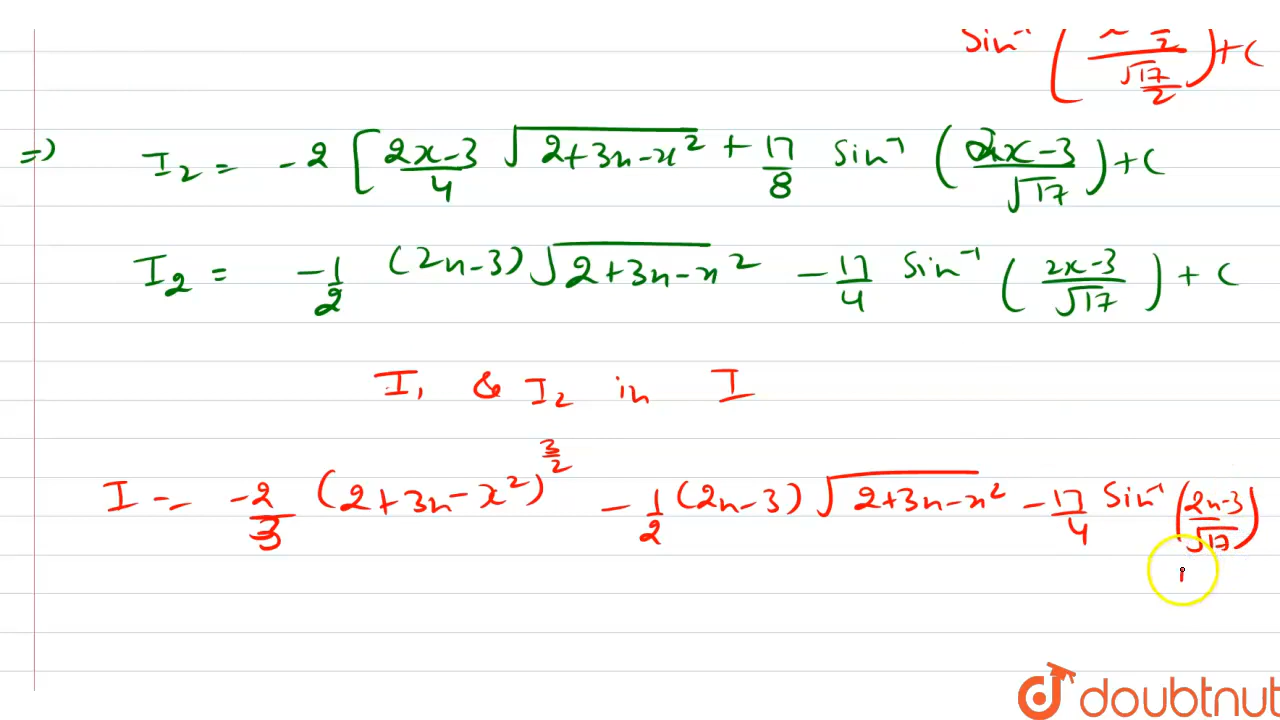 Sin⁻¹ ( / √17/2 ) + C
=) I₂ = -2 [ 2x-3/4 √2+3x-x² + 17/8 Sin⁻¹ ( 2x-3/√17 ) + C
I₂ = -1/2 (2x-3) √2+3x-x² - 17/4 Sin⁻¹ ( 2x-3/√17 ) + C
I₁ & I₂ in I
I = -2/3 (2+3x-x²)^3/2 - 1/2 (2x-3) √2+3x-x² - 17/4 Sin⁻¹ ( 2x-3/√17 )
doubtnut